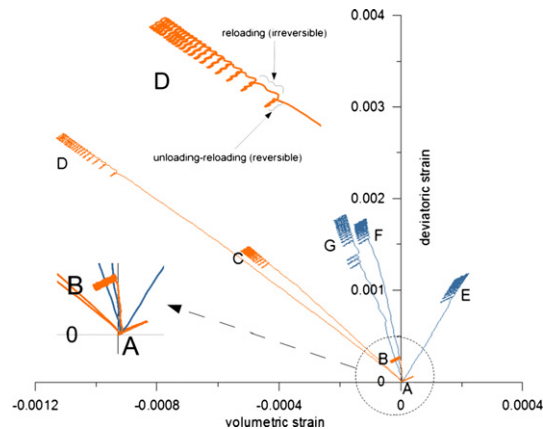 0.004
reloading (irreversible)
D
0.003
unloading-reloading (reversible)
D
0.002
deviatoric strain
G
F
C
B
0.001
E
0
A
B
0
A
-0.0012
-0.0008
-0.0004
0
0.0004
volumetric strain